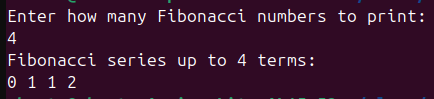 Enter how many Fibonacci numbers to print:
4
Fibonacci series up to 4 terms:
0 1 1 2